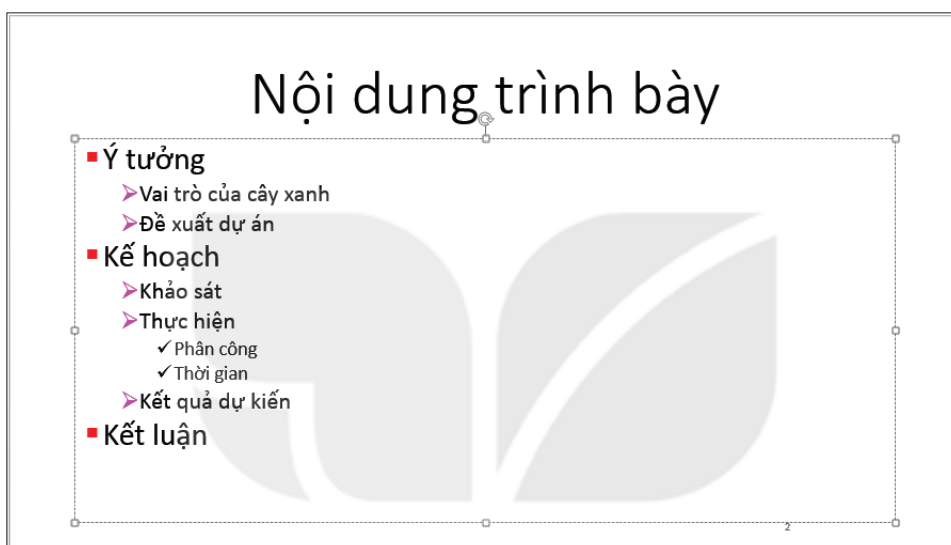 Nội dung trình bày
Ý tưởng
Vai trò của cây xanh
Đề xuất dự án
Kế hoạch
Khảo sát
Thực hiện
Phân công
Thời gian
Kết quả dự kiến
Kết luận
2